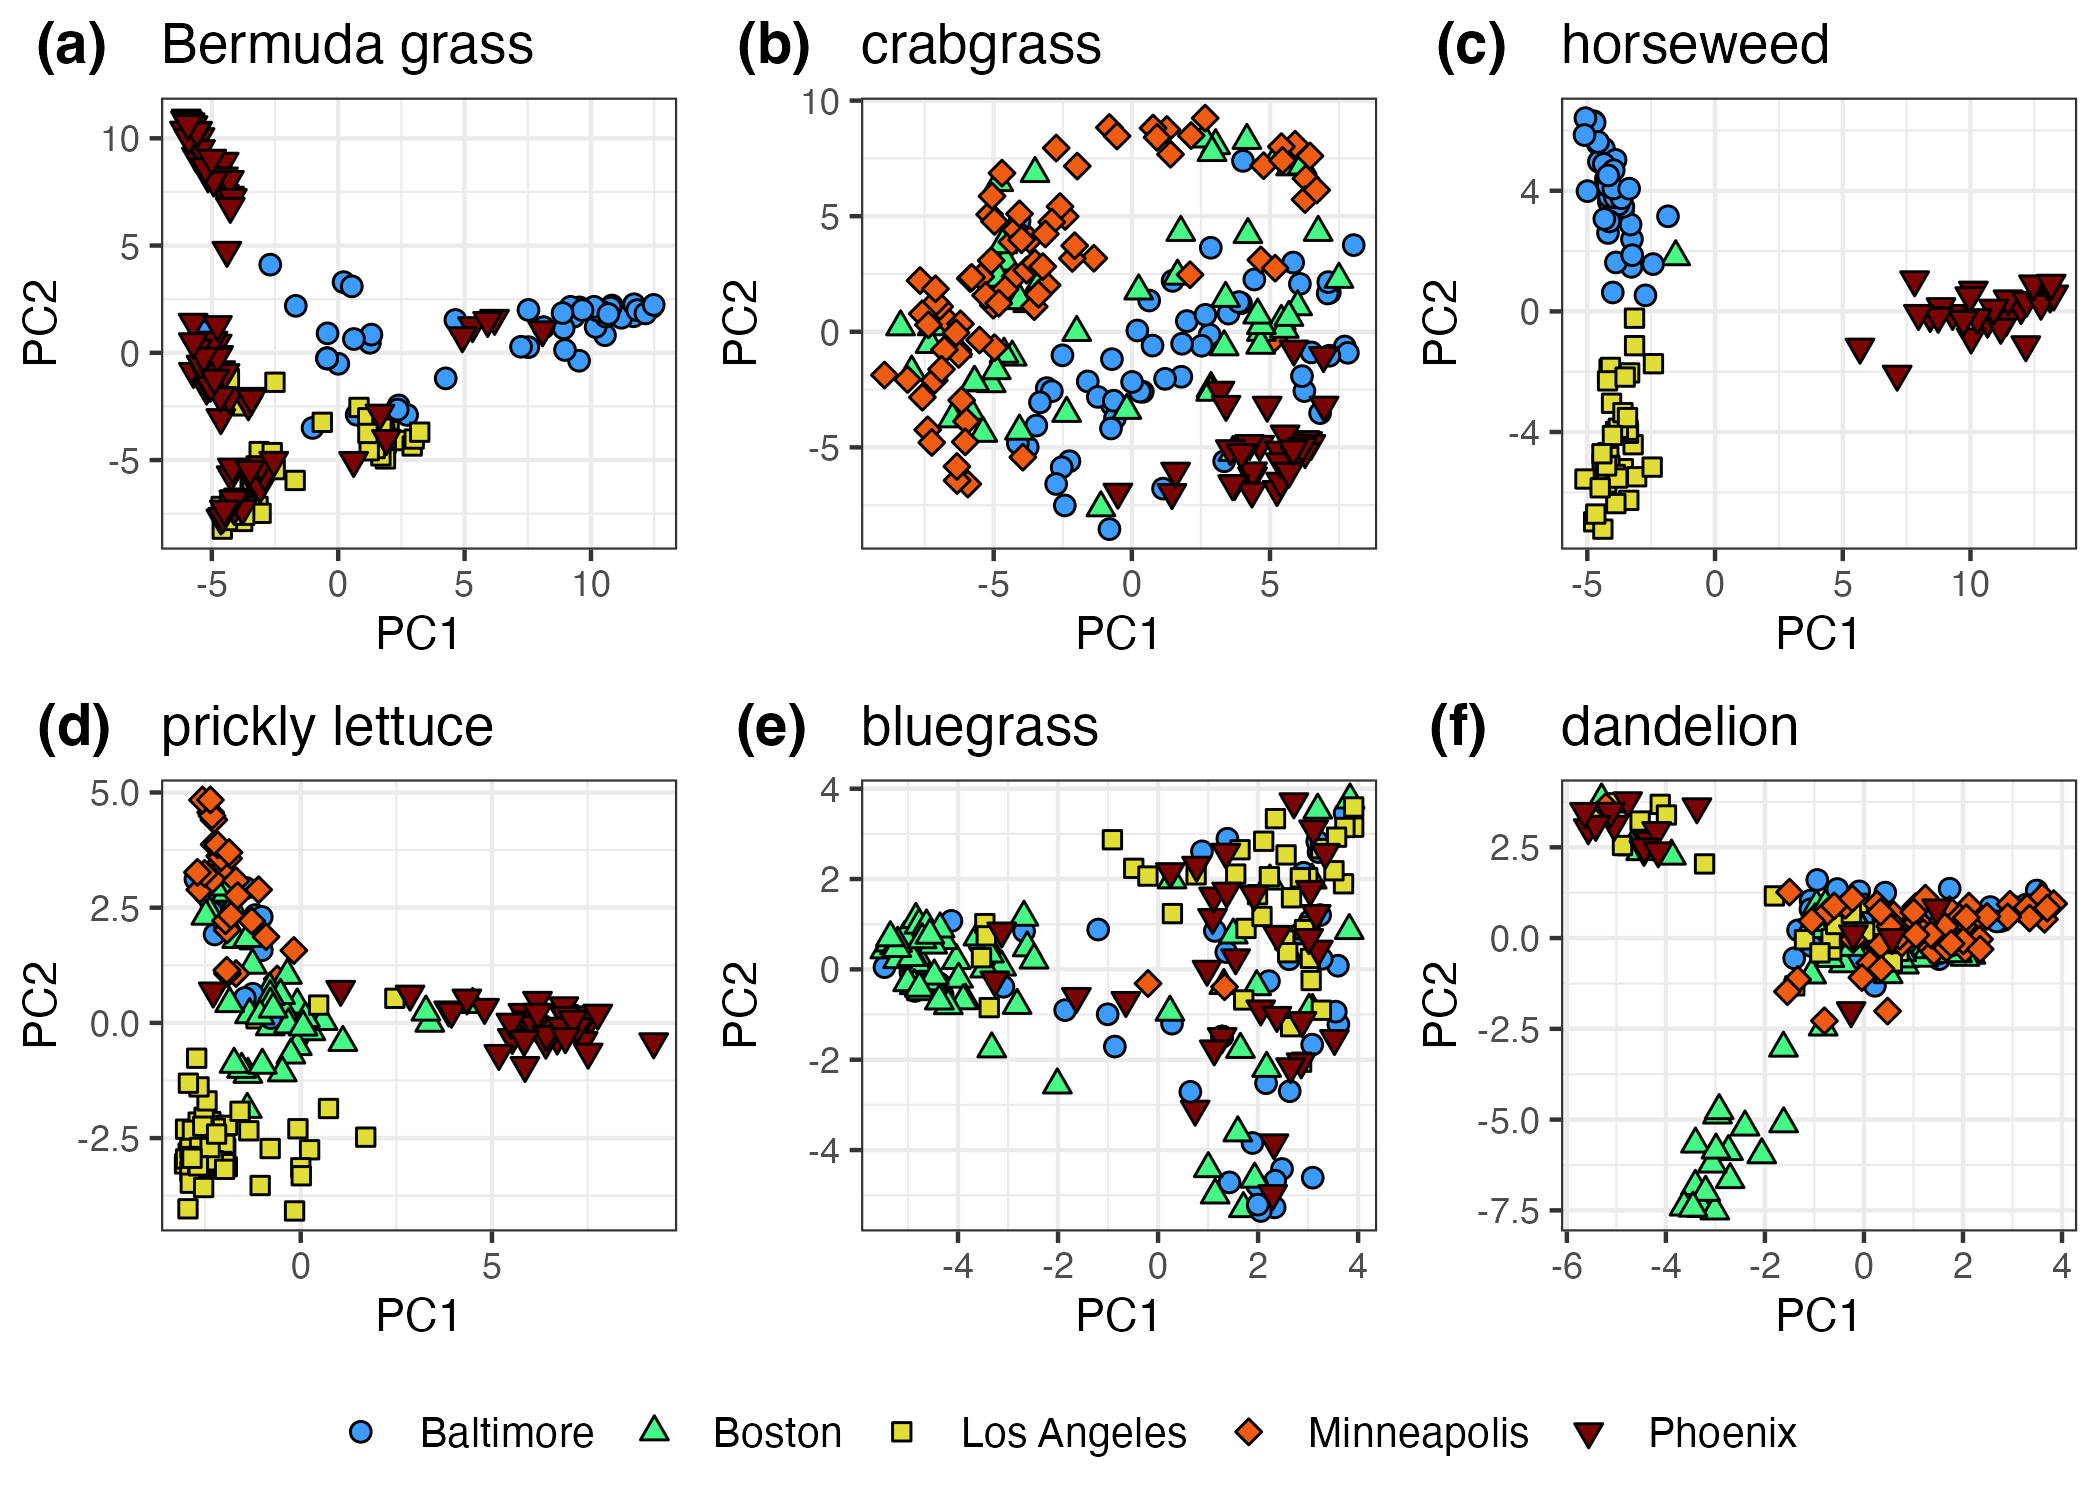 (a) Bermuda grass
(b) crabgrass
(c) horseweed
10
5
0
-5
PC2
-5 0 5 10
PC1
10
5
0
-5
PC2
-5 0 5
PC1
4
0
-4
PC2
-5 0 5 10
PC1
(d) prickly lettuce
(e) bluegrass
(f) dandelion
5.0
2.5
0.0
-2.5
PC2
0 5
PC1
4
2
0
-2
-4
PC2
-4 -2 0 2 4
PC1
2.5
0.0
-2.5
-5.0
-7.5
PC2
-6 -4 -2 0 2 4
PC1
Baltimore Boston Los Angeles Minneapolis Phoenix